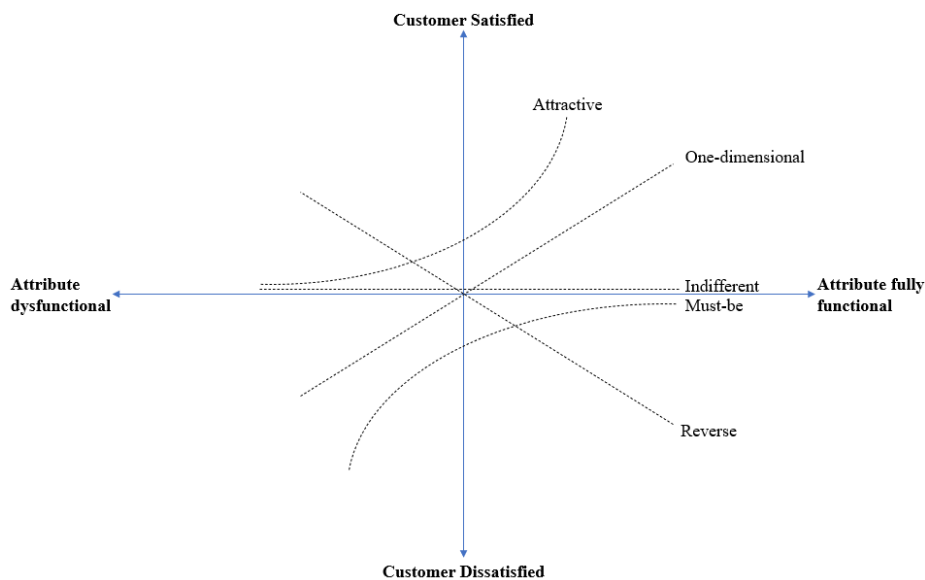 Customer Satisfied
Attractive
One-dimensional
Attribute
dysfunctional
Indifferent
Must-be
Attribute fully
functional
Reverse
Customer Dissatisfied